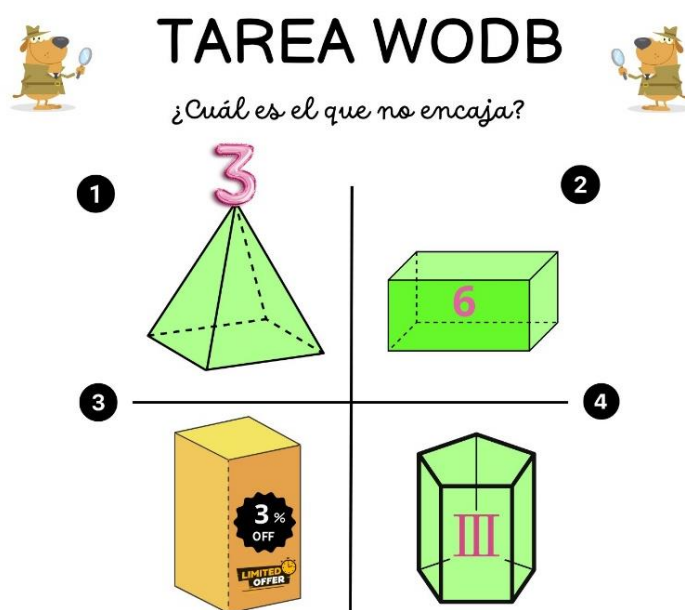 TAREA WODB
¿Cuál es el que no encaja?
1
3
2
6
3
4
3 %
OFF
LIMITED
OFFER
III